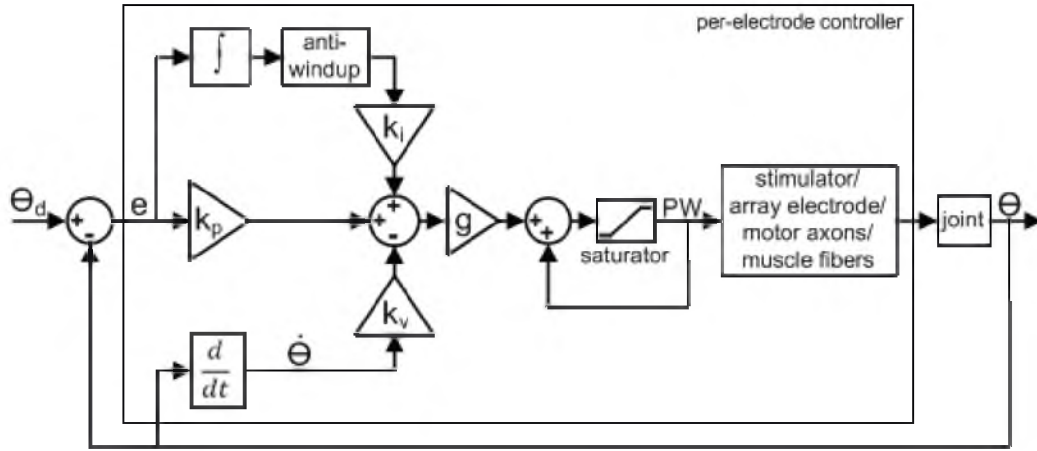 per-electrode controller
∫
anti-
windup
k_i
Θ_d
+
-
e
k_p
+
+
-
g
+
+
PW
saturator
stimulator/
array electrode/
motor axons/
muscle fibers
joint
Θ
k_v
d
dt
Θ̇